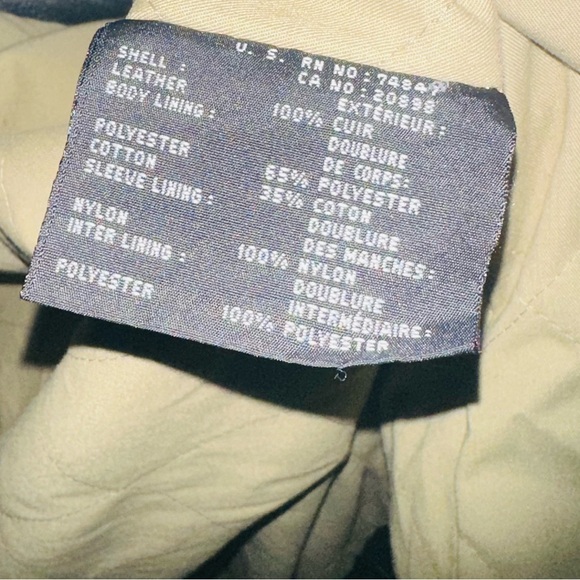 U. S. RN NO: 7484
CA NO: 20898
SHELL : EXTÉRIEUR:
LEATHER 100% CUIR
BODY LINING : DOUBLURE
DE CORPS:
POLYESTER 65% POLYESTER
COTTON 35% COTON
SLEEVE LINING : DOUBLURE
DES MANCHES:
NYLON 100% NYLON
INTER LINING : DOUBLURE
INTERMÉDIAIRE:
POLYESTER 100% POLYESTER